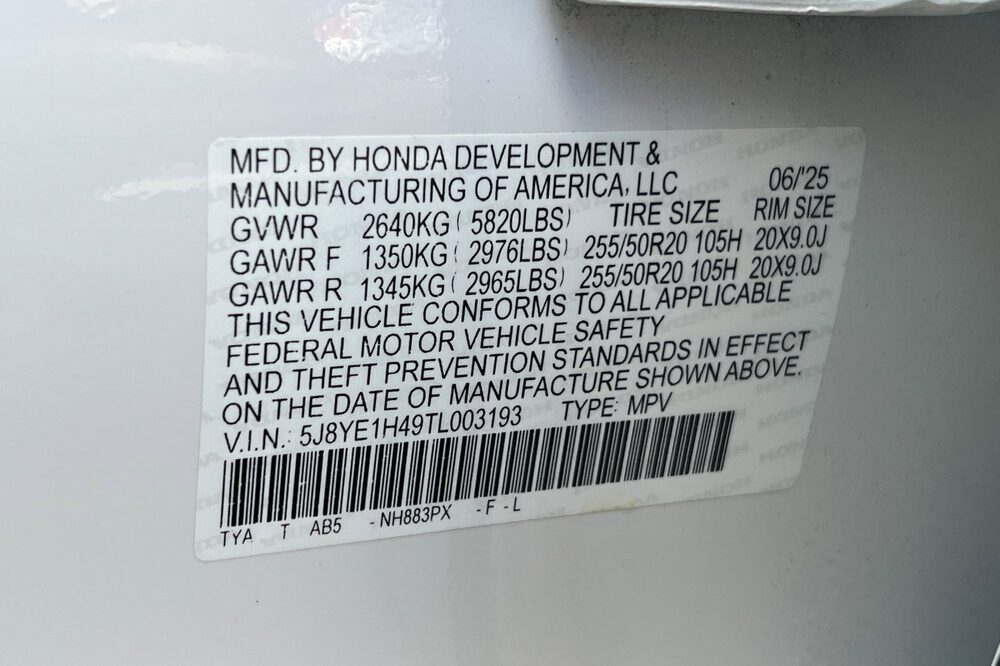 MFD. BY HONDA DEVELOPMENT &
MANUFACTURING OF AMERICA, LLC 06/'25
GVWR 2640KG ( 5820LBS) TIRE SIZE RIM SIZE
GAWR F 1350KG ( 2976LBS) 255/50R20 105H 20X9.0J
GAWR R 1345KG ( 2965LBS) 255/50R20 105H 20X9.0J
THIS VEHICLE CONFORMS TO ALL APPLICABLE
FEDERAL MOTOR VEHICLE SAFETY
AND THEFT PREVENTION STANDARDS IN EFFECT
ON THE DATE OF MANUFACTURE SHOWN ABOVE.
V.I.N.: 5J8YE1H49TL003193 TYPE: MPV
TYA T AB5 -NH883PX -F -L